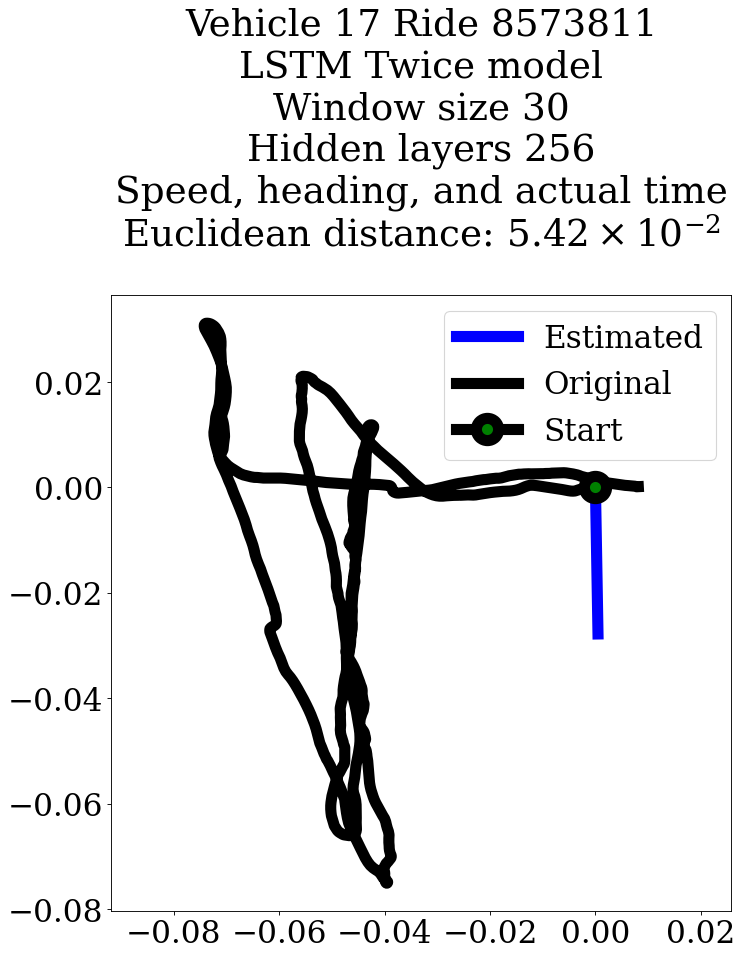 Vehicle 17 Ride 8573811
LSTM Twice model
Window size 30
Hidden layers 256
Speed, heading, and actual time
Euclidean distance: 5.42 × 10⁻²
Estimated
Original
Start
0.02
0.00
−0.02
−0.04
−0.06
−0.08
−0.08 −0.06 −0.04 −0.02 0.00 0.02